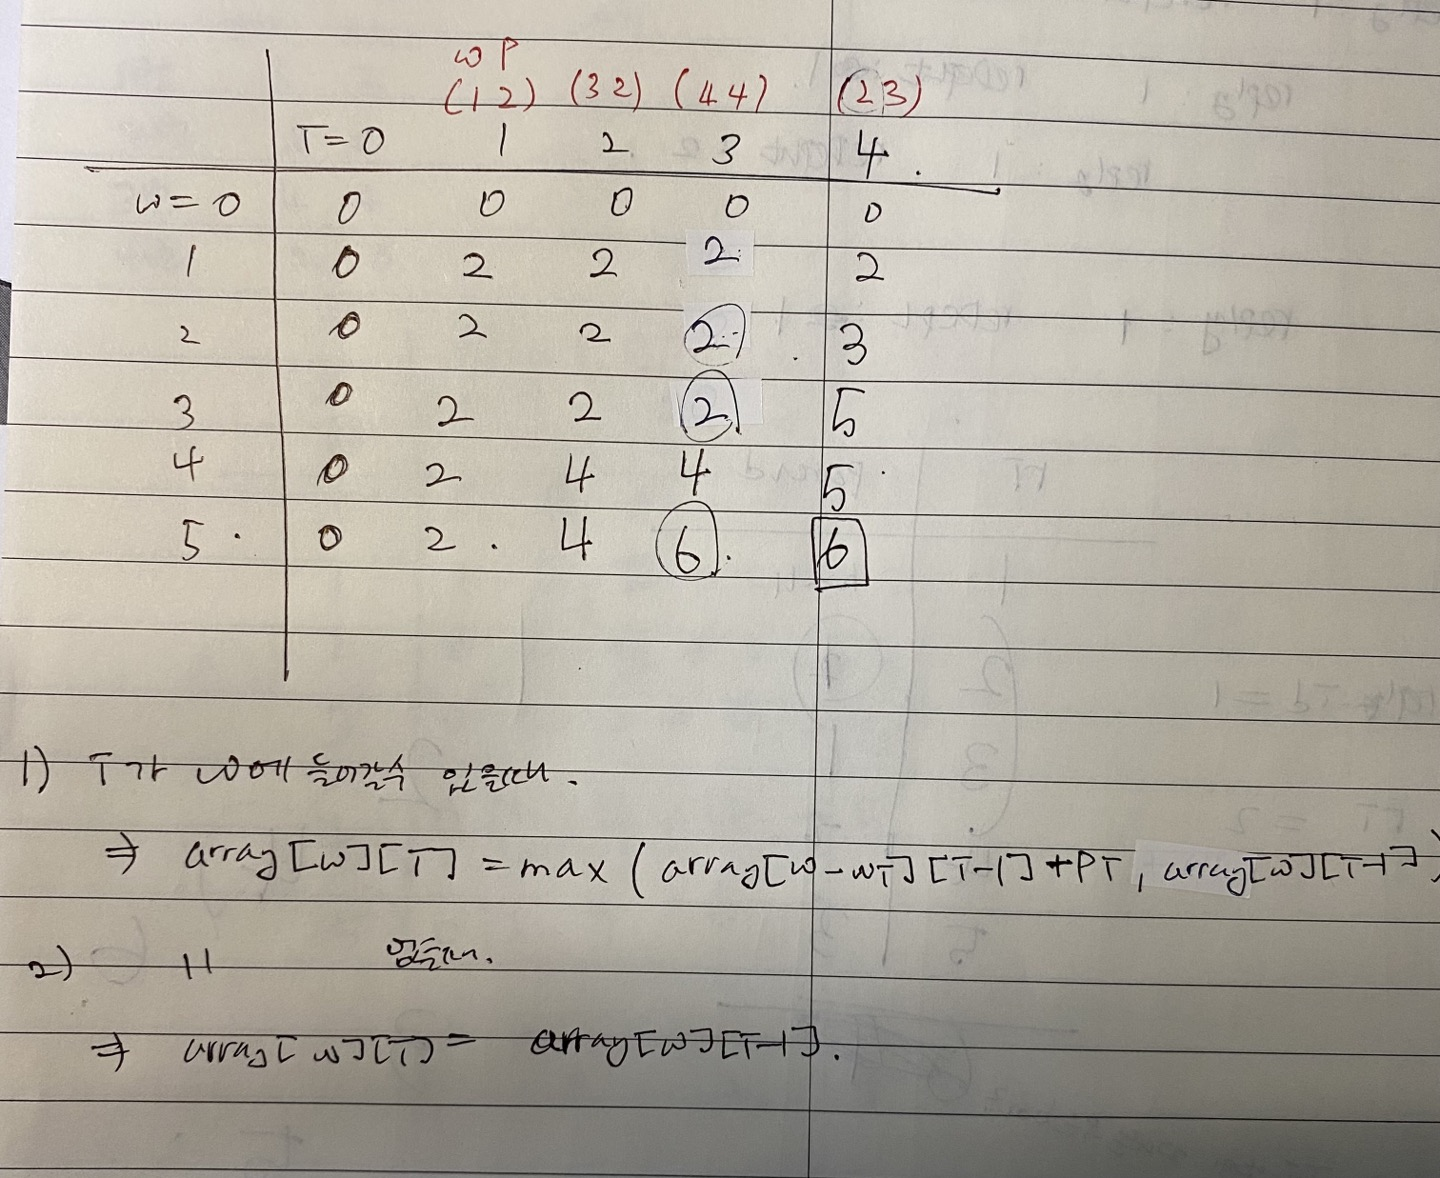 w P
(1 2) (3 2) (4 4) (2 3)
T=0 1 2 3 4.
w=0 0 0 0 0 0
1 0 2 2 2 2
2 0 2 2 2 3
3 0 2 2 2 5
4 0 2 4 4 5
5 0 2 4 6 6
1) T가 w에 들어갈수 있을때.
⇒ array[w][T] = max ( array[w-wT][T-1] + PT, array[w][T-1] )
2) 〃 없을때.
⇒ array[w][T] = array[w][T-1].